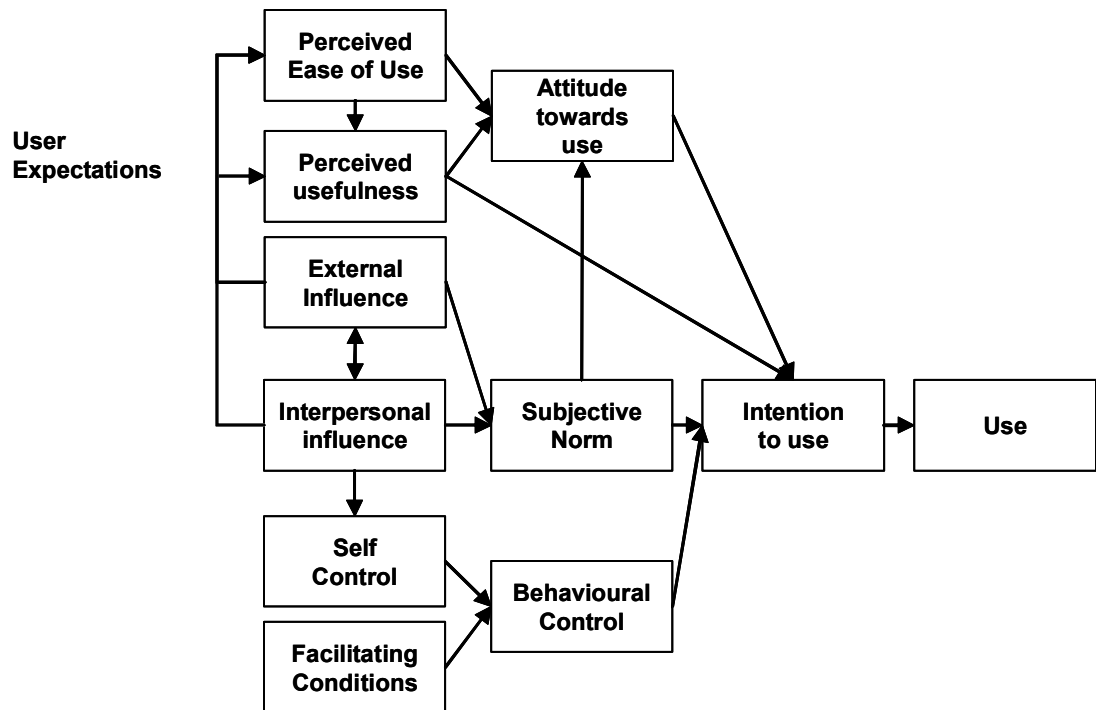 User
Expectations
Perceived
Ease of Use
Perceived
usefulness
External
Influence
Interpersonal
influence
Self
Control
Facilitating
Conditions
Attitude
towards
use
Subjective
Norm
Behavioural
Control
Intention
to use
Use